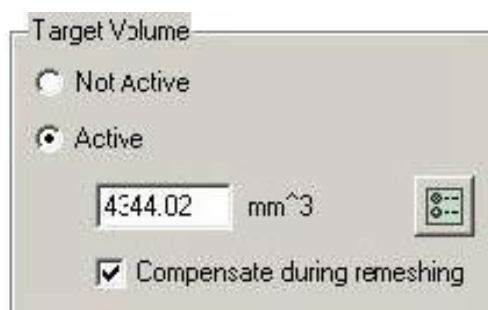 Target Volume
Not Active
Active
4344.02 mm^3
Compensate during remeshing